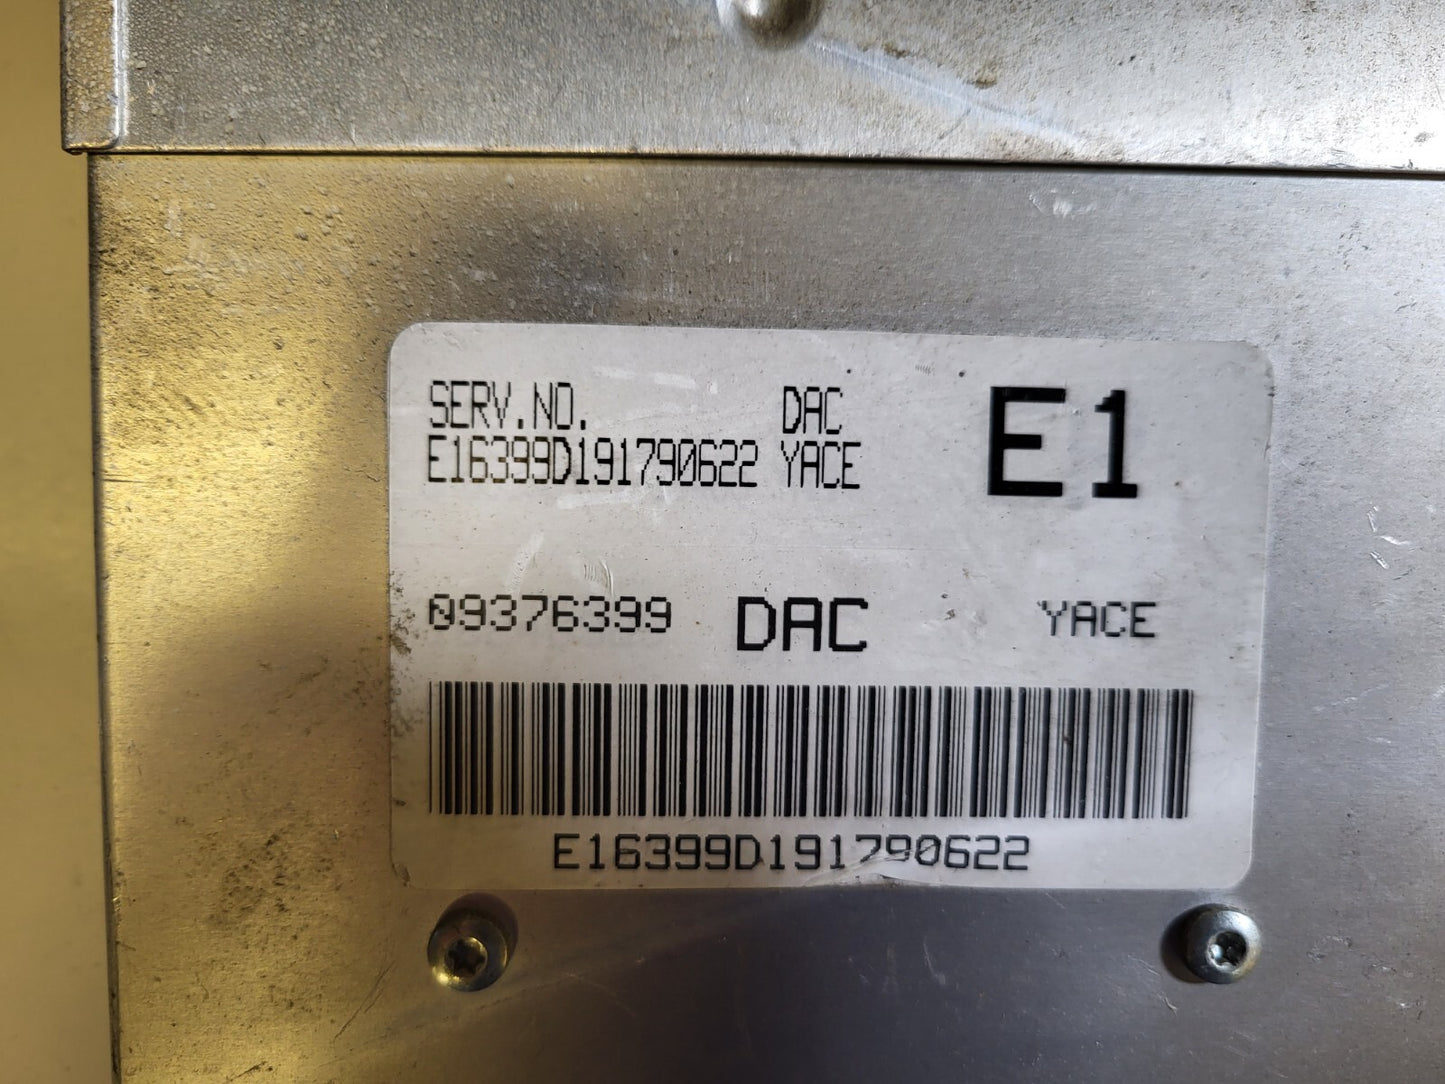 SERV.NO. DAC E1
E16399D191790622 YACE
09376399 DAC YACE
E16399D191790622